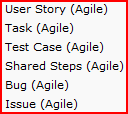 User Story (Agile)
Task (Agile)
Test Case (Agile)
Shared Steps (Agile)
Bug (Agile)
Issue (Agile)